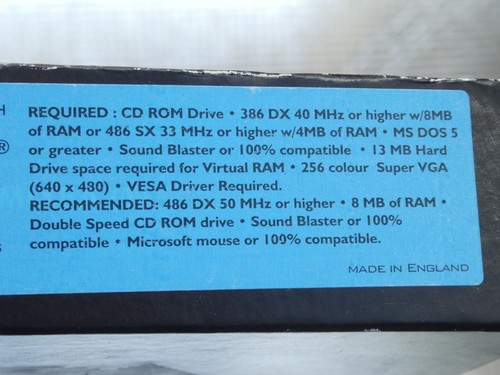 H
®
REQUIRED : CD ROM Drive • 386 DX 40 MHz or higher w/8MB
of RAM or 486 SX 33 MHz or higher w/4MB of RAM • MS DOS 5
or greater • Sound Blaster or 100% compatible • 13 MB Hard
Drive space required for Virtual RAM • 256 colour Super VGA
(640 x 480) • VESA Driver Required.
RECOMMENDED: 486 DX 50 MHz or higher • 8 MB of RAM •
Double Speed CD ROM drive • Sound Blaster or 100%
compatible • Microsoft mouse or 100% compatible.
MADE IN ENGLAND